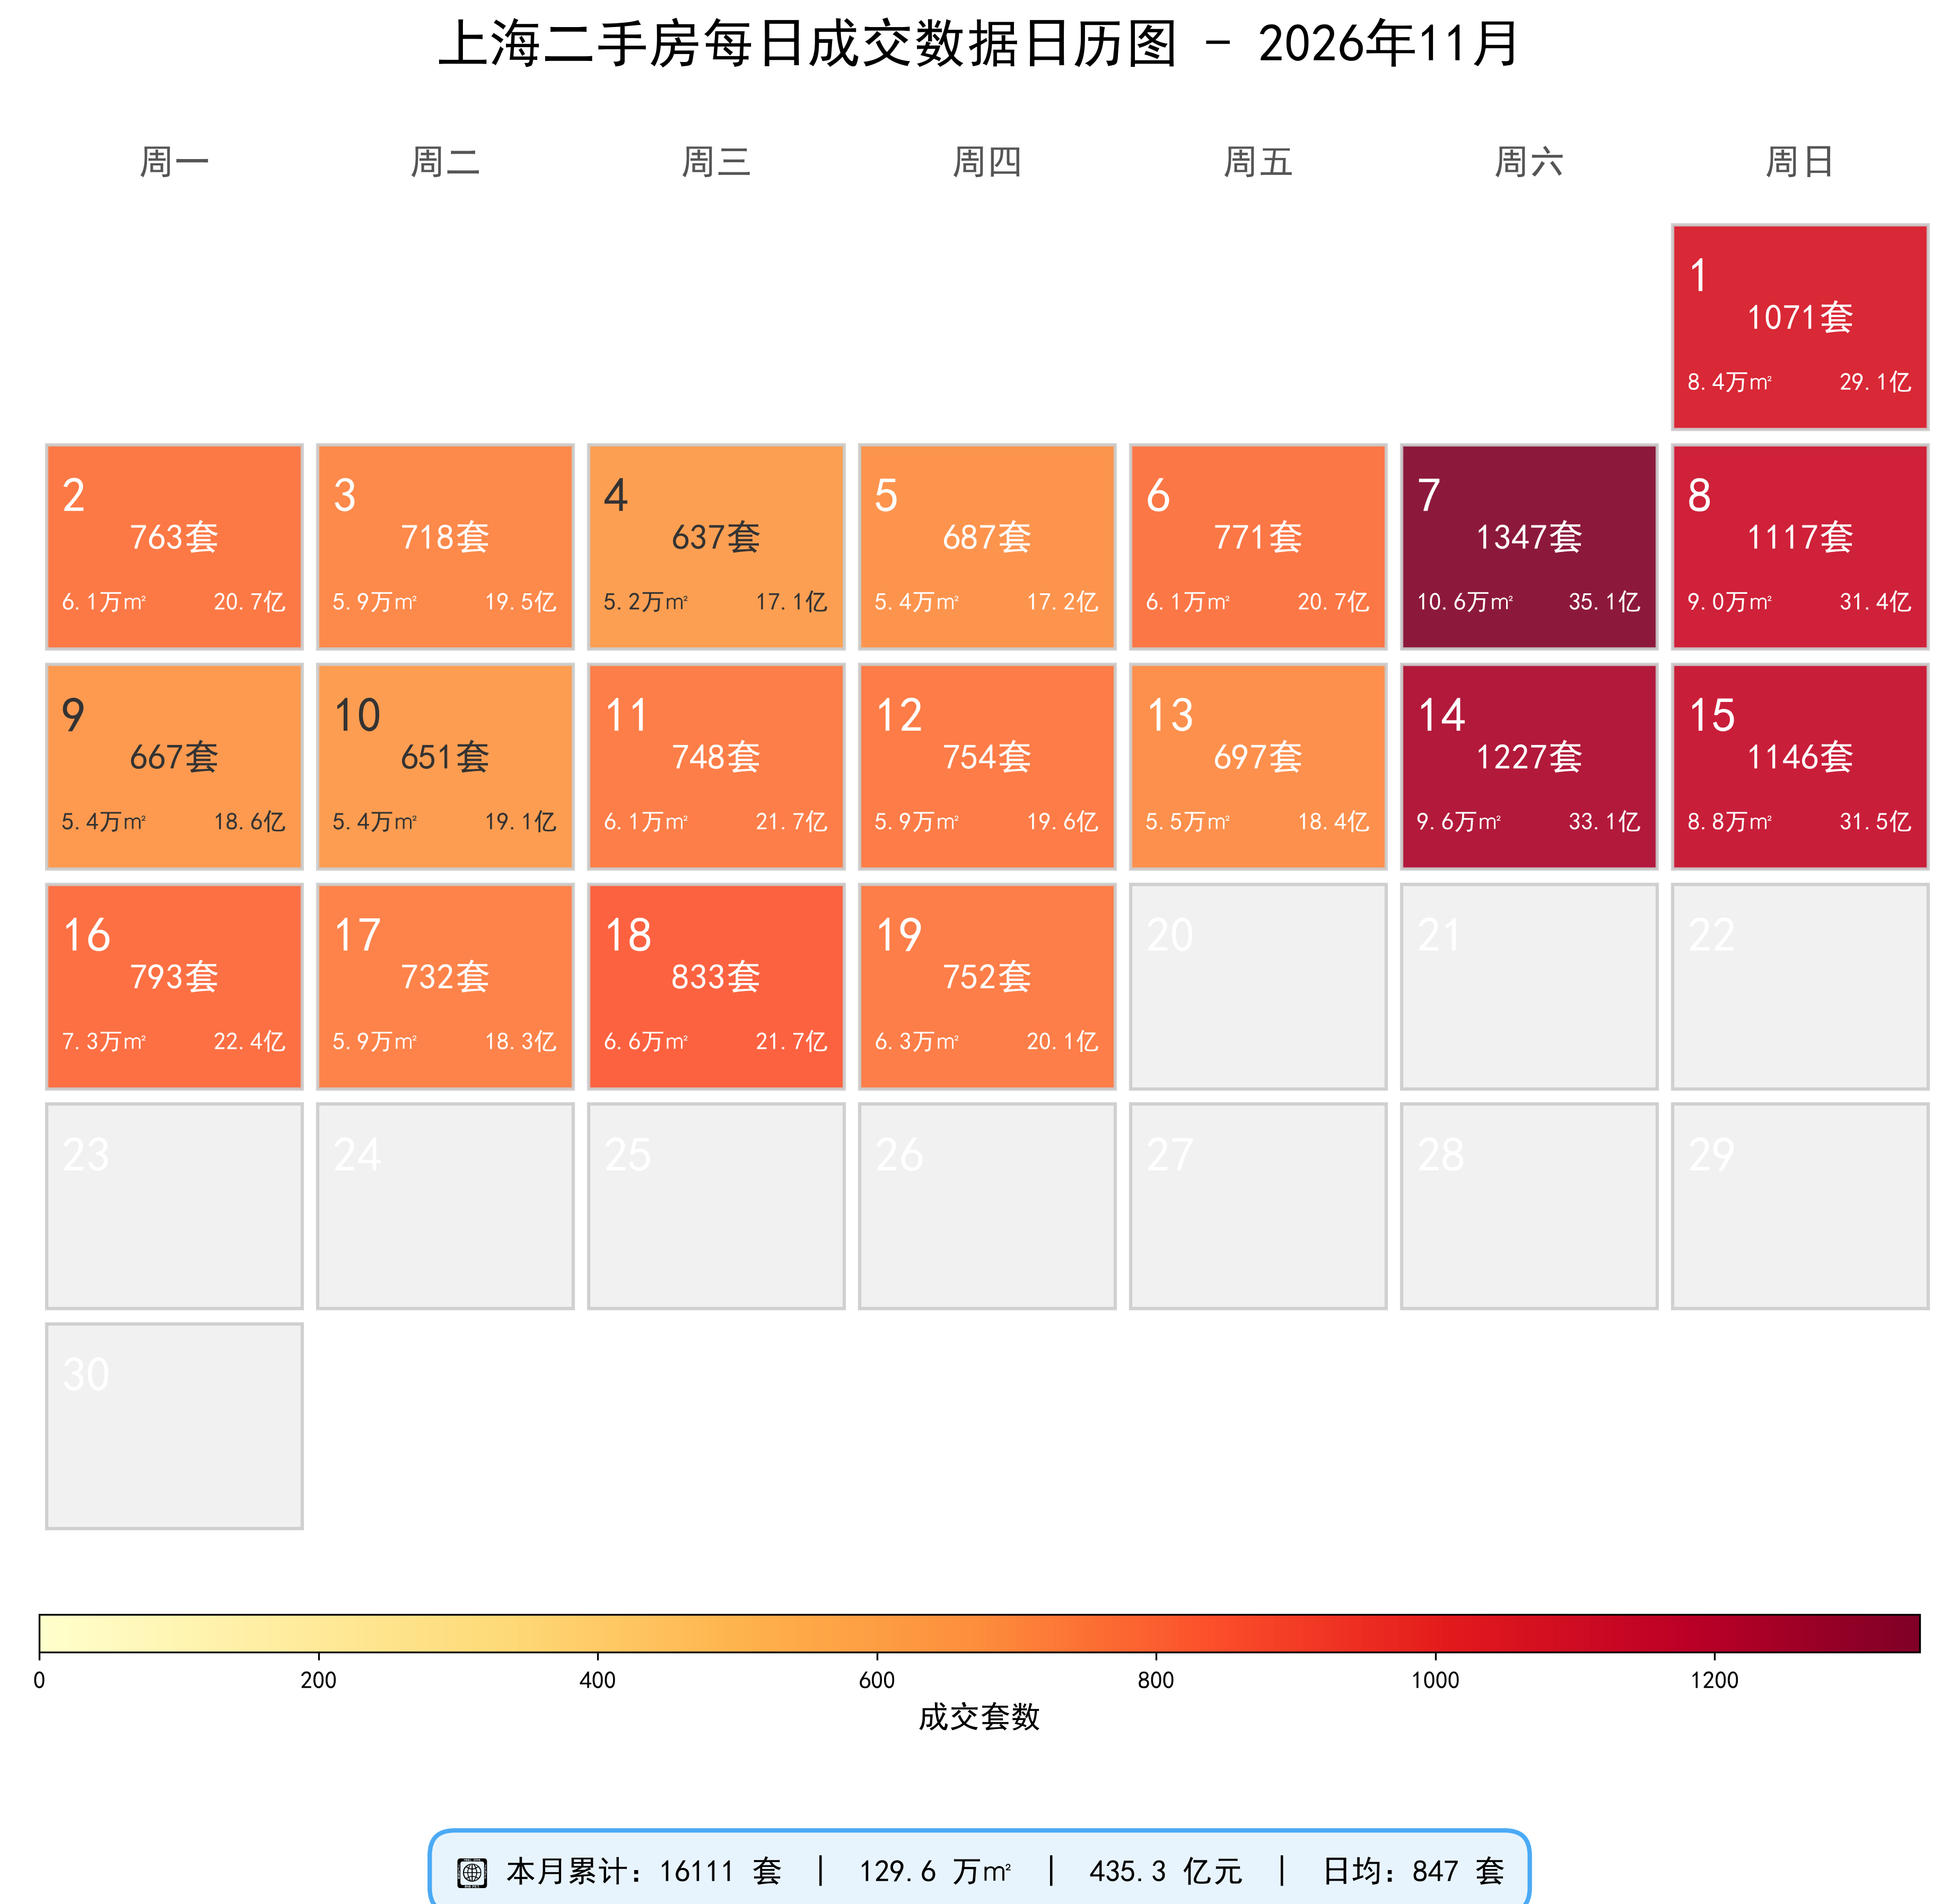 上海二手房每日成交数据日历图 - 2026年11月
周一 周二 周三 周四 周五 周六 周日
1
1071套
8.4万㎡ 29.1亿
2 3 4 5 6 7 8
763套 718套 637套 687套 771套 1347套 1117套
6.1万㎡ 20.7亿 5.9万㎡ 19.5亿 5.2万㎡ 17.1亿 5.4万㎡ 17.2亿 6.1万㎡ 20.7亿 10.6万㎡ 35.1亿 9.0万㎡ 31.4亿
9 10 11 12 13 14 15
667套 651套 748套 754套 697套 1227套 1146套
5.4万㎡ 18.6亿 5.4万㎡ 19.1亿 6.1万㎡ 21.7亿 5.9万㎡ 19.6亿 5.5万㎡ 18.4亿 9.6万㎡ 33.1亿 8.8万㎡ 31.5亿
16 17 18 19 20 21 22
793套 732套 833套 752套
7.3万㎡ 22.4亿 5.9万㎡ 18.3亿 6.6万㎡ 21.7亿 6.3万㎡ 20.1亿
23 24 25 26 27 28 29
30
0 200 400 600 800 1000 1200
成交套数
本月累计: 16111 套 | 129.6 万㎡ | 435.3 亿元 | 日均: 847 套